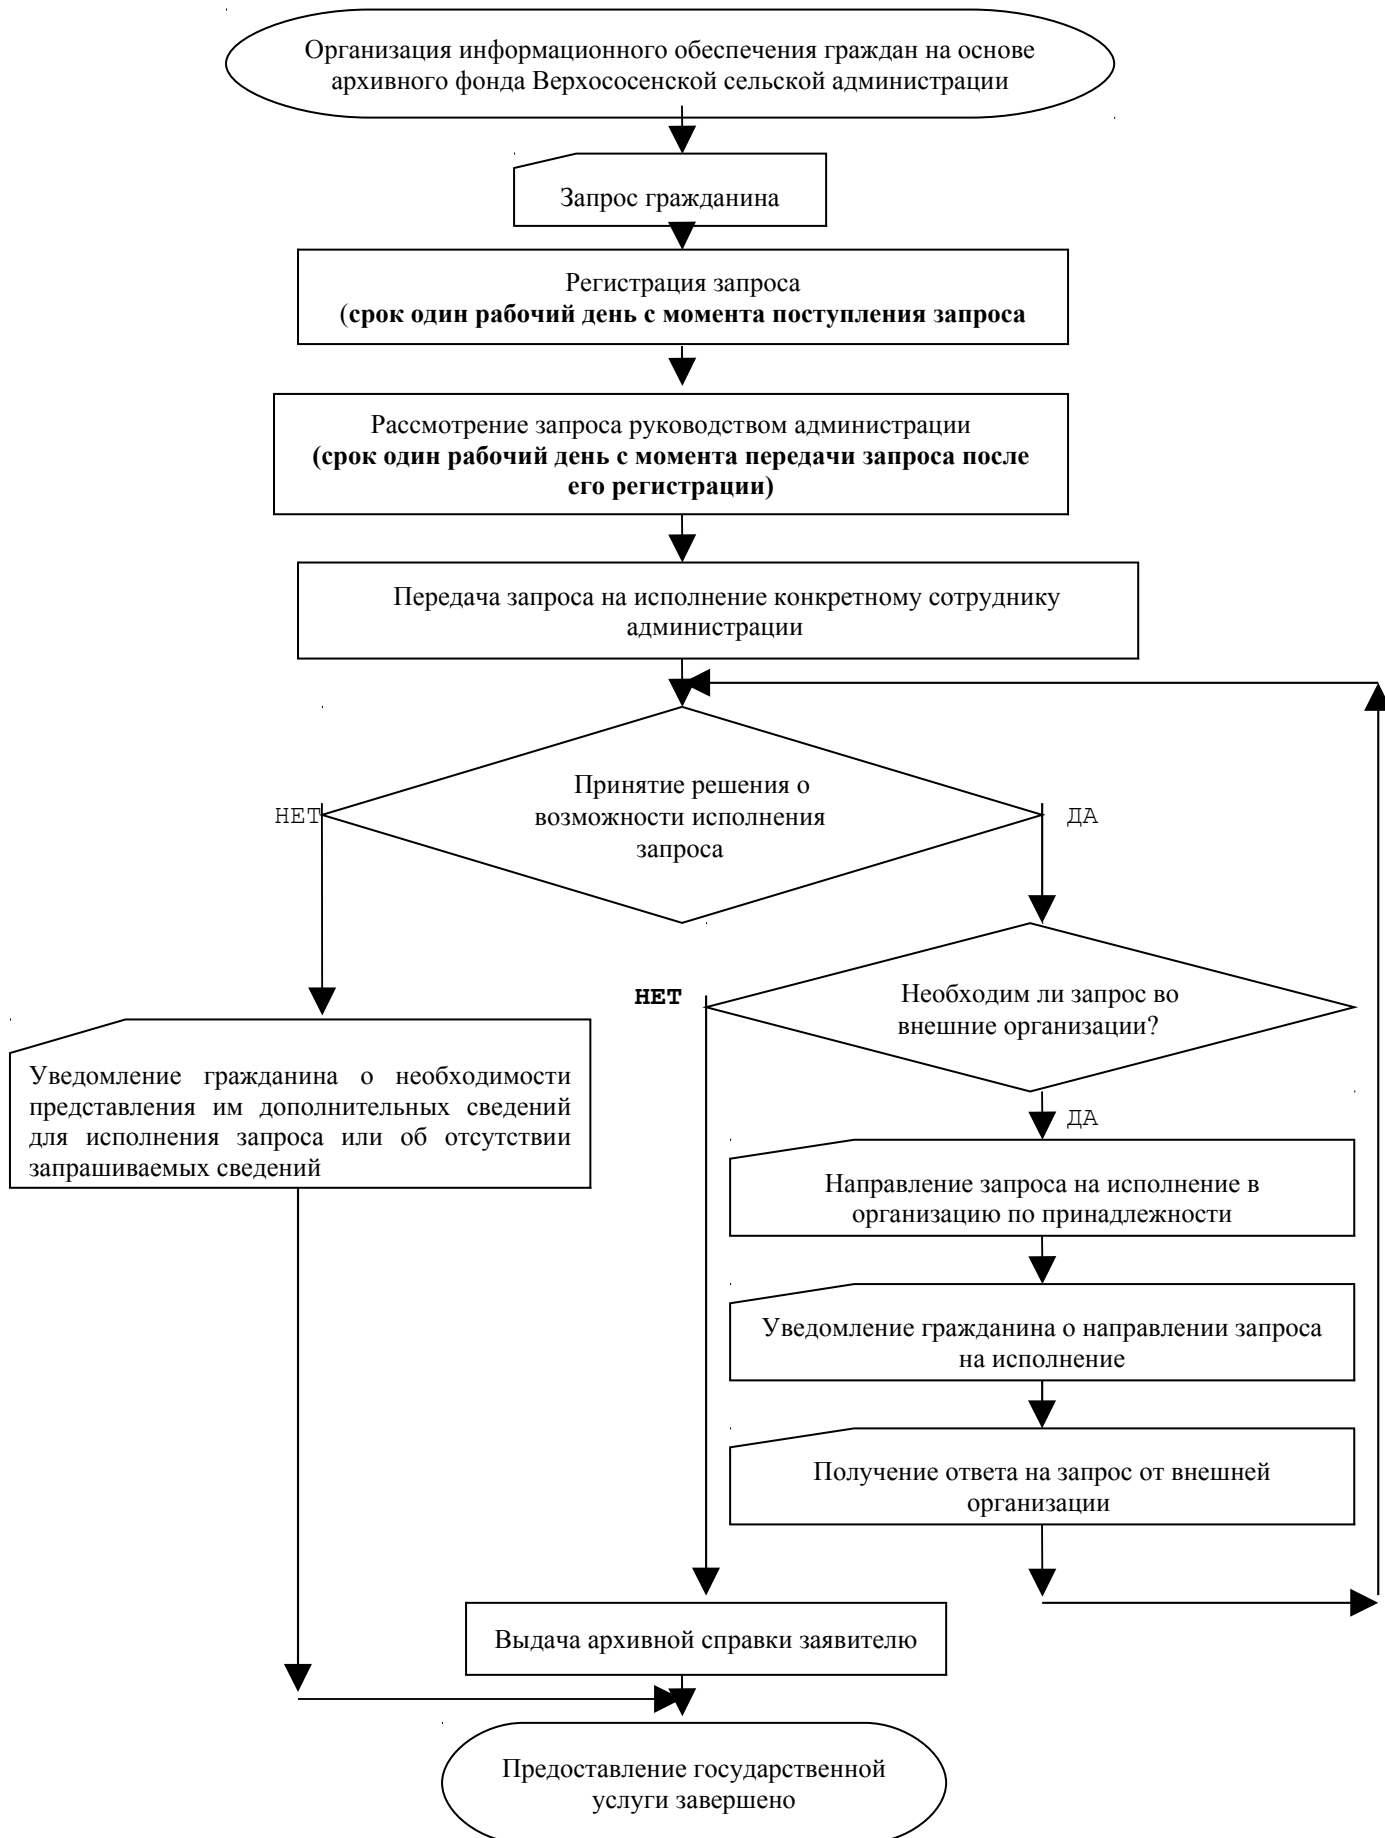 Организация информационного обеспечения граждан на основе
архивного фонда Верхососенской сельской администрации
Запрос гражданина
Регистрация запроса
(срок один рабочий день с момента поступления запроса
Рассмотрение запроса руководством администрации
(срок один рабочий день с момента передачи запроса после
его регистрации)
Передача запроса на исполнение конкретному сотруднику
администрации
Принятие решения о
возможности исполнения
запроса
НЕТ
ДА
Необходим ли запрос во
внешние организации?
НЕТ
ДА
Уведомление гражданина о необходимости
представления им дополнительных сведений
для исполнения запроса или об отсутствии
запрашиваемых сведений
Направление запроса на исполнение в
организацию по принадлежности
Уведомление гражданина о направлении запроса
на исполнение
Получение ответа на запрос от внешней
организации
Выдача архивной справки заявителю
Предоставление государственной
услуги завершено